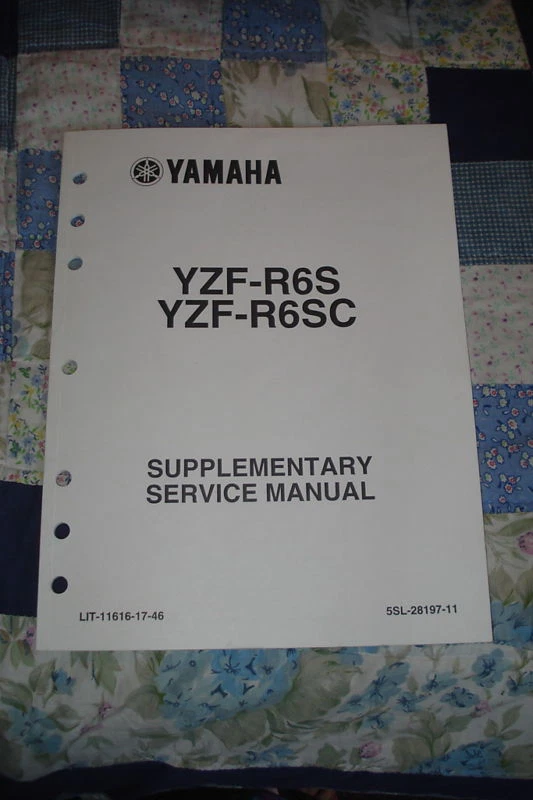 YAMAHA
YZF-R6S
YZF-R6SC
SUPPLEMENTARY
SERVICE MANUAL
LIT-11616-17-46
5SL-28197-11